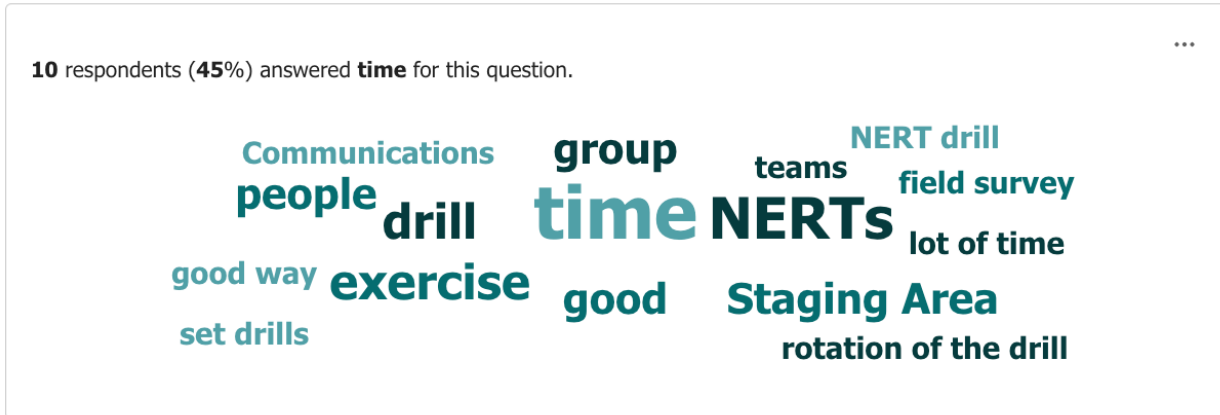 ...
10 respondents (45%) answered time for this question.
NERT drill
Communications
group
teams
people
field survey
drill
time
NERTs
lot of time
good way
exercise
good
Staging Area
set drills
rotation of the drill